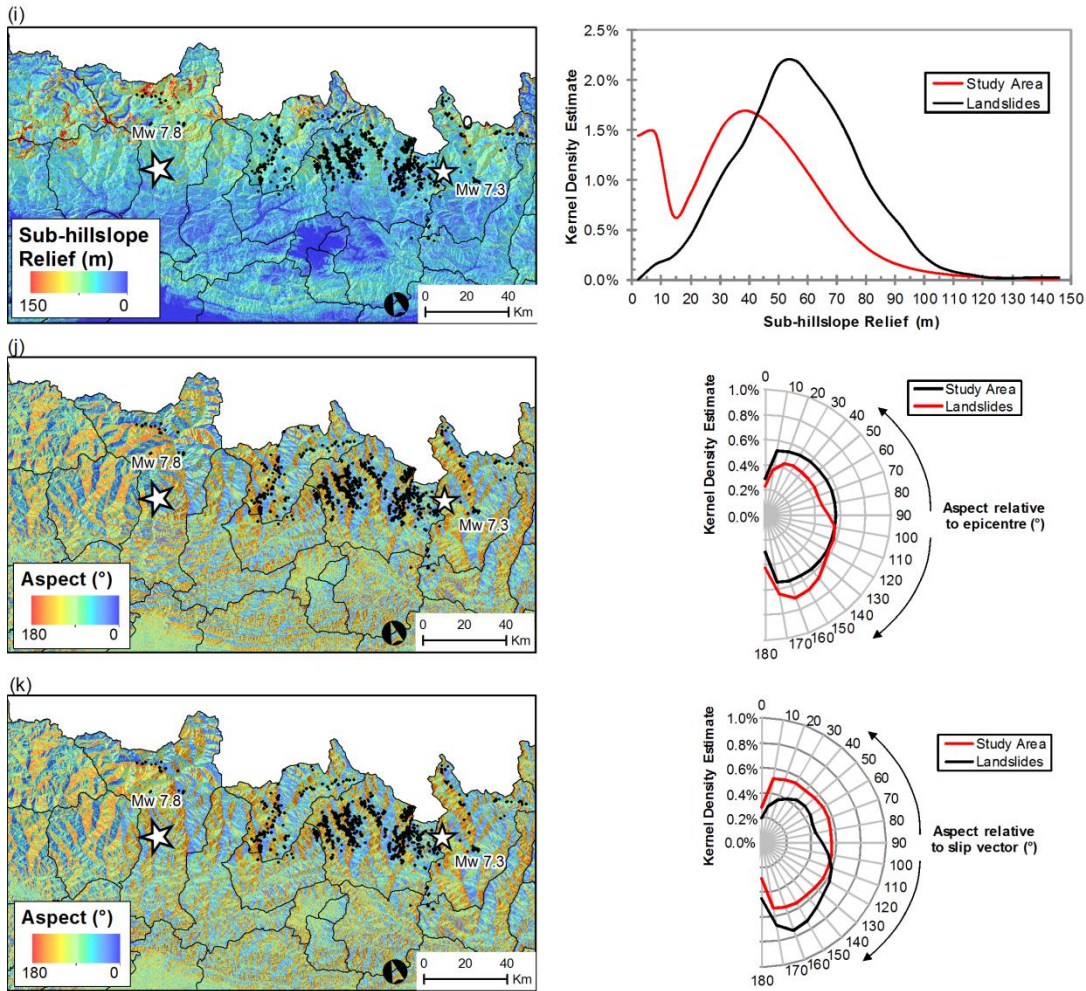 (i)
Mw 7.8
Mw 7.3
Sub-hillslope
Relief (m)
150 0
0 20 40
Km
2.5%
2.0%
1.5%
1.0%
0.5%
0.0%
Kernel Density Estimate
Study Area
Landslides
0 10 20 30 40 50 60 70 80 90 100 110 120 130 140 150
Sub-hillslope Relief (m)
(j)
Mw 7.8
Mw 7.3
Aspect (°)
180 0
0 20 40
Km
1.0%
0.8%
0.6%
0.4%
0.2%
0.0%
Kernel Density Estimate
0 10 20 30 40 50 60 70 80 90 100 110 120 130 140 150 160 170 180
Study Area
Landslides
Aspect relative
to epicentre (°)
(k)
Mw 7.8
Mw 7.3
Aspect (°)
180 0
0 20 40
Km
1.0%
0.8%
0.6%
0.4%
0.2%
0.0%
Kernel Density Estimate
0 10 20 30 40 50 60 70 80 90 100 110 120 130 140 150 160 170 180
Study Area
Landslides
Aspect relative
to slip vector (°)